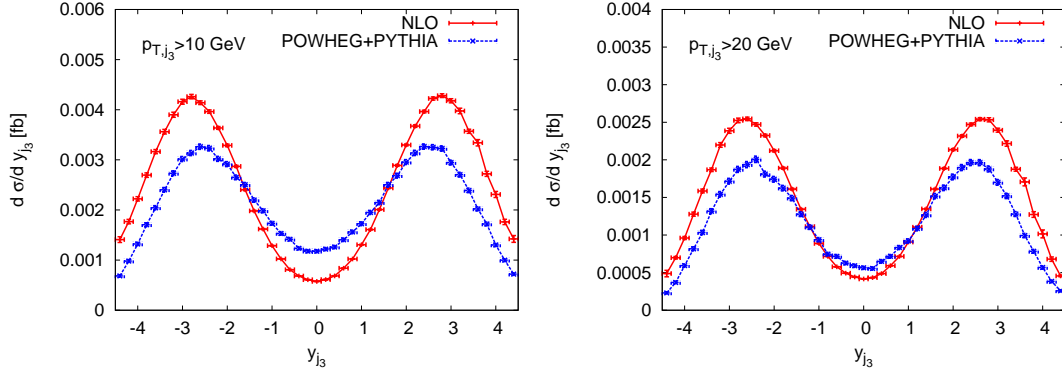 0.006
0.005
0.004
0.003
0.002
0.001
0
d σ/d y_j3 [fb]
p_T,j3>10 GeV
NLO
POWHEG+PYTHIA
-4 -3 -2 -1 0 1 2 3 4
y_j3
0.004
0.0035
0.003
0.0025
0.002
0.0015
0.001
0.0005
0
d σ/d y_j3 [fb]
p_T,j3>20 GeV
NLO
POWHEG+PYTHIA
-4 -3 -2 -1 0 1 2 3 4
y_j3